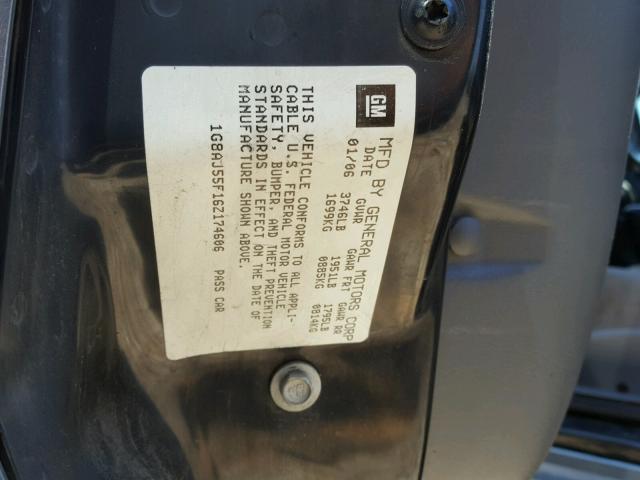 GM
MFD BY GENERAL MOTORS CORP
DATE GVWR GAWR FRT GAWR RR
01/06 3746LB 1951LB 1795LB
1699KG 0885KG 0814KG
THIS VEHICLE CONFORMS TO ALL APPLI-
CABLE U.S. FEDERAL MOTOR VEHICLE
SAFETY, BUMPER, AND THEFT PREVENTION
STANDARDS IN EFFECT ON THE DATE OF
MANUFACTURE SHOWN ABOVE.
1G8AJ55F16Z174606 PASS CAR